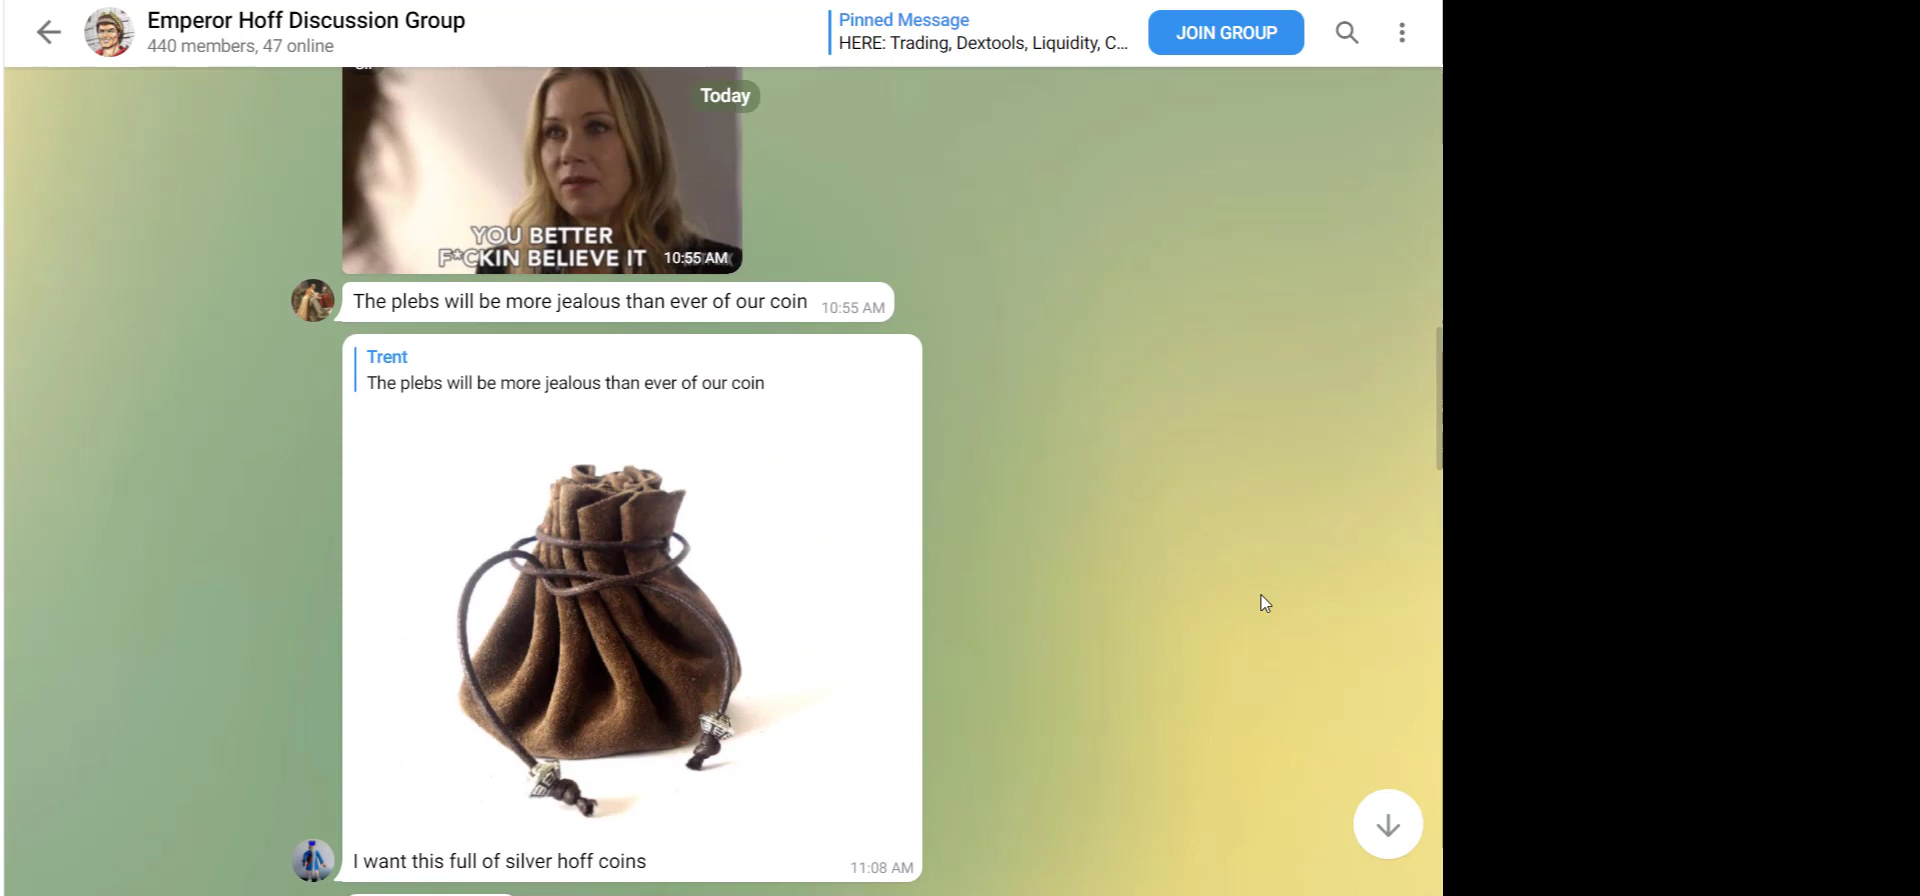 Emperor Hoff Discussion Group
440 members, 47 online
Pinned Message
HERE: Trading, Dextools, Liquidity, C...
JOIN GROUP
Today
YOU BETTER
F*CKIN BELIEVE IT
10:55 AM
The plebs will be more jealous than ever of our coin
10:55 AM
Trent
The plebs will be more jealous than ever of our coin
I want this full of silver hoff coins
11:08 AM